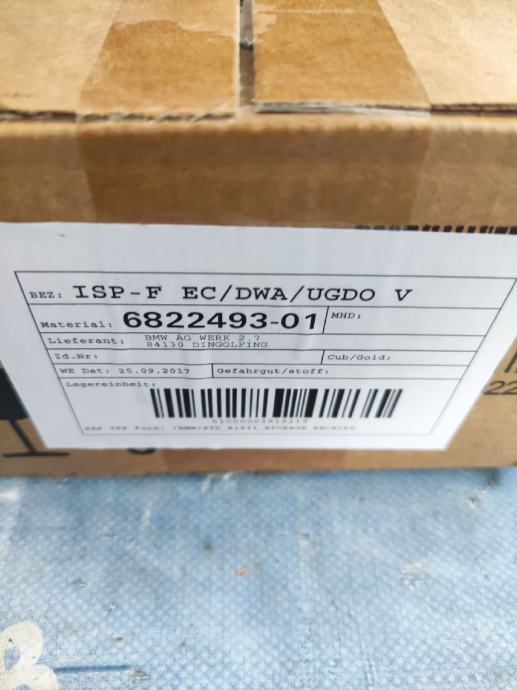 BEZ: ISP-F EC/DWA/UGDO V
Material: 6822493-01 MHD:
Lieferant: BMW AG WERK 2.7
84130 DINGOLFING
Id.Nr: Cub/Gold:
WE Dat: 25.09.2017 Gefahrgut/stoff:
Lagereinheit:
22